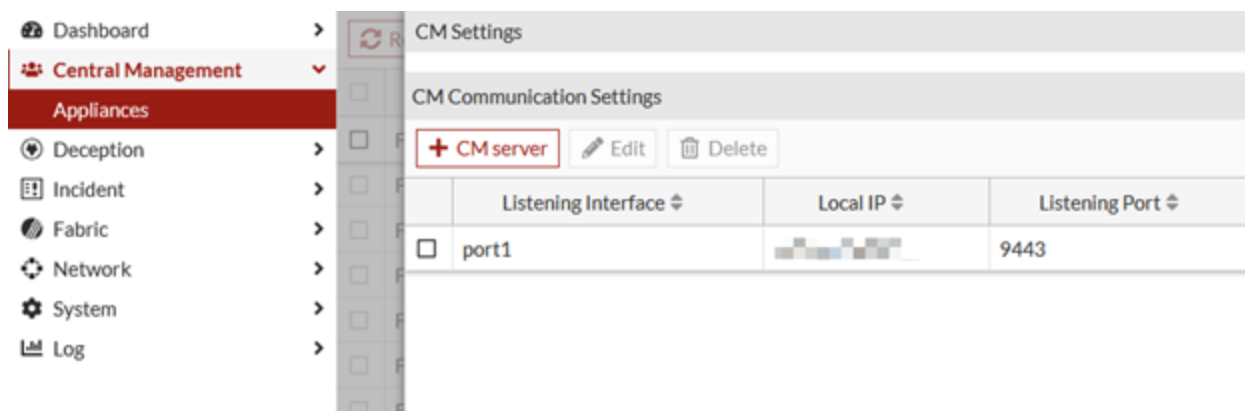 Dashboard
Central Management
Appliances
Deception
Incident
Fabric
Network
System
Log
CM Settings
CM Communication Settings
+ CM server Edit Delete
Listening Interface Local IP Listening Port
port1 9443